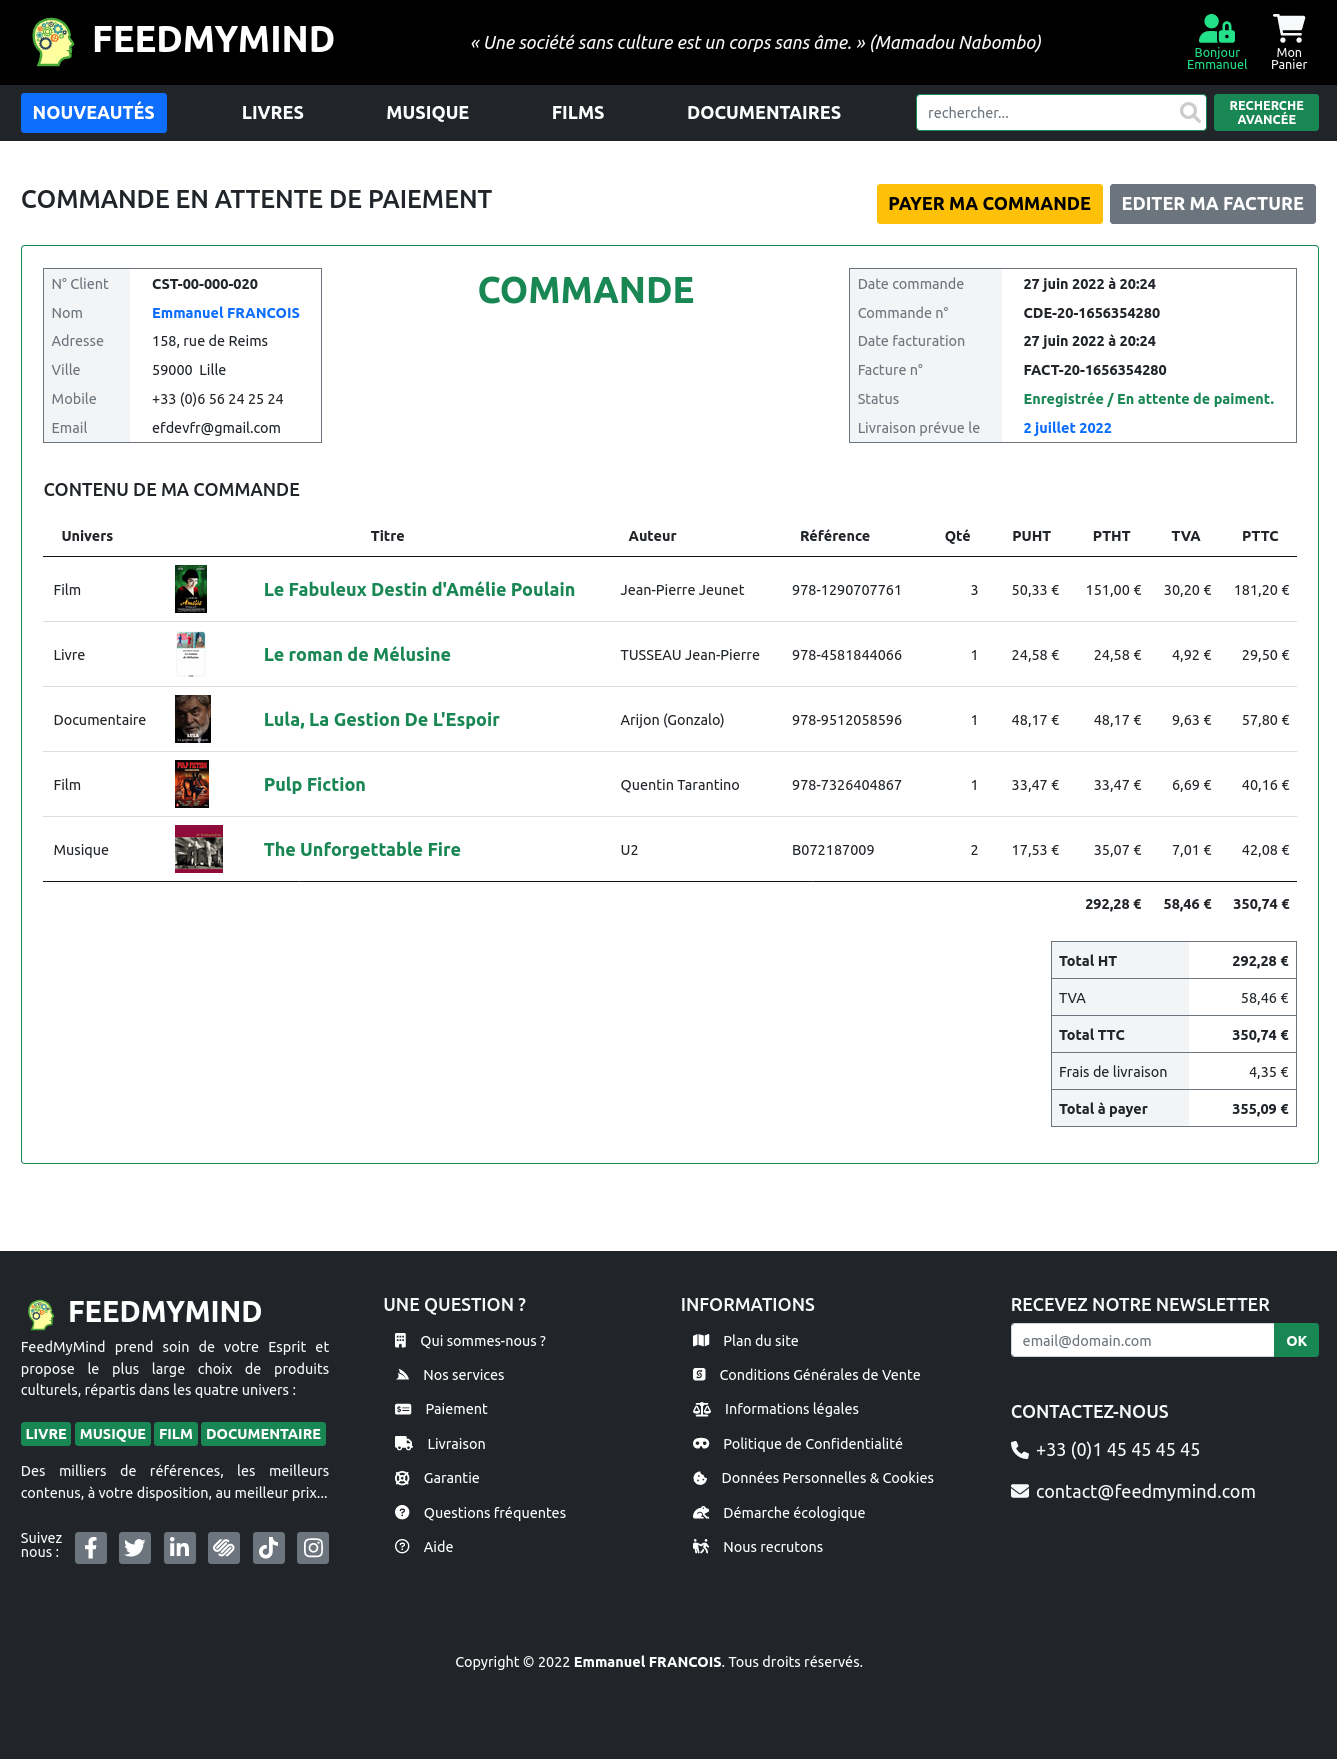 FEEDMYMIND
« Une société sans culture est un corps sans âme. » (Mamadou Nabombo)
Bonjour
Emmanuel
Mon
Panier
NOUVEAUTÉS LIVRES MUSIQUE FILMS DOCUMENTAIRES rechercher... RECHERCHE
AVANCÉE
COMMANDE EN ATTENTE DE PAIEMENT
PAYER MA COMMANDE EDITER MA FACTURE
N° Client CST-00-000-020
Nom Emmanuel FRANCOIS
Adresse 158, rue de Reims
Ville 59000 Lille
Mobile +33 (0)6 56 24 25 24
Email efdevfr@gmail.com
COMMANDE
Date commande 27 juin 2022 à 20:24
Commande n° CDE-20-1656354280
Date facturation 27 juin 2022 à 20:24
Facture n° FACT-20-1656354280
Status Enregistrée / En attente de paiment.
Livraison prévue le 2 juillet 2022
CONTENU DE MA COMMANDE
Univers Titre Auteur Référence Qté PUHT PTHT TVA PTTC
Film Le Fabuleux Destin d'Amélie Poulain Jean-Pierre Jeunet 978-1290707761 3 50,33 € 151,00 € 30,20 € 181,20 €
Livre Le roman de Mélusine TUSSEAU Jean-Pierre 978-4581844066 1 24,58 € 24,58 € 4,92 € 29,50 €
Documentaire Lula, La Gestion De L'Espoir Arijon (Gonzalo) 978-9512058596 1 48,17 € 48,17 € 9,63 € 57,80 €
Film Pulp Fiction Quentin Tarantino 978-7326404867 1 33,47 € 33,47 € 6,69 € 40,16 €
Musique The Unforgettable Fire U2 B072187009 2 17,53 € 35,07 € 7,01 € 42,08 €
292,28 € 58,46 € 350,74 €
Total HT 292,28 €
TVA 58,46 €
Total TTC 350,74 €
Frais de livraison 4,35 €
Total à payer 355,09 €
FEEDMYMIND
FeedMyMind prend soin de votre Esprit et
propose le plus large choix de produits
culturels, répartis dans les quatre univers :
LIVRE MUSIQUE FILM DOCUMENTAIRE
Des milliers de références, les meilleurs
contenus, à votre disposition, au meilleur prix...
Suivez
nous :
UNE QUESTION ?
Qui sommes-nous ?
Nos services
Paiement
Livraison
Garantie
Questions fréquentes
Aide
INFORMATIONS
Plan du site
Conditions Générales de Vente
Informations légales
Politique de Confidentialité
Données Personnelles & Cookies
Démarche écologique
Nous recrutons
RECEVEZ NOTRE NEWSLETTER
email@domain.com OK
CONTACTEZ-NOUS
+33 (0)1 45 45 45 45
contact@feedmymind.com
Copyright © 2022 Emmanuel FRANCOIS. Tous droits réservés.